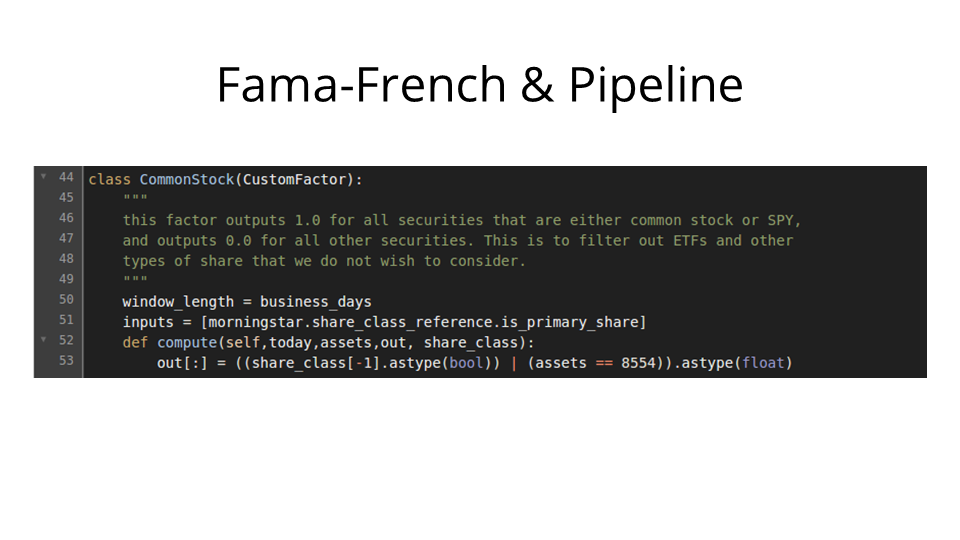 Fama-French & Pipeline
44 class CommonStock(CustomFactor):
45     """
46     this factor outputs 1.0 for all securities that are either common stock or SPY,
47     and outputs 0.0 for all other securities. This is to filter out ETFs and other
48     types of share that we do not wish to consider.
49     """
50     window_length = business_days
51     inputs = [morningstar.share_class_reference.is_primary_share]
52     def compute(self,today,assets,out, share_class):
53         out[:] = ((share_class[-1].astype(bool)) | (assets == 8554)).astype(float)